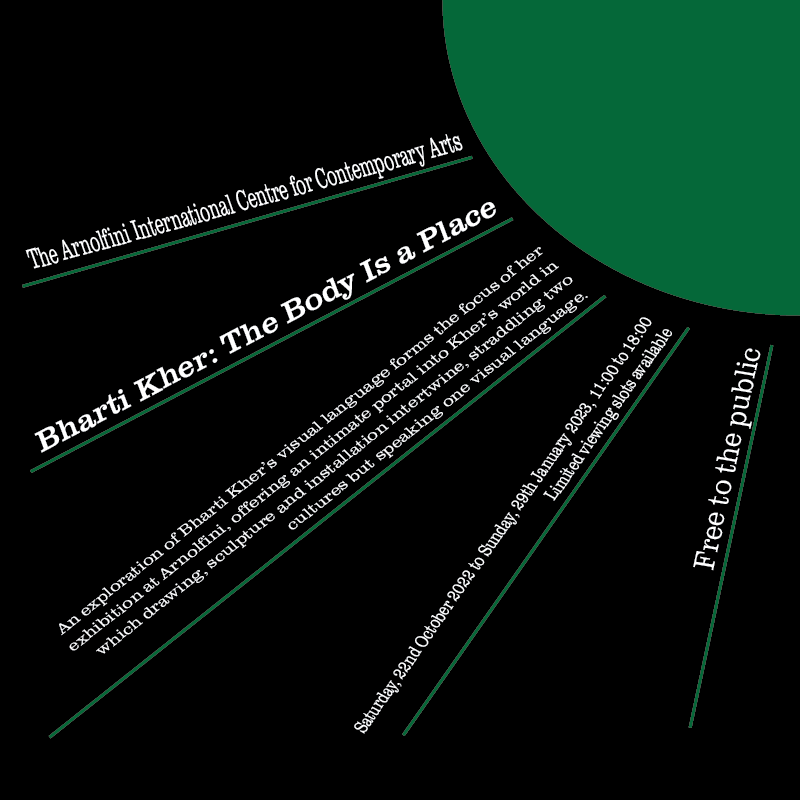 The Arnolfini International Centre for Contemporary Arts
Bharti Kher: The Body Is a Place
An exploration of Bharti Kher's visual language forms the focus of her
exhibition at Arnolfini, offering an intimate portal into Kher's world in
which drawing, sculpture and installation intertwine, straddling two
cultures but speaking one visual language.
Saturday, 22nd October 2022 to Sunday, 29th January 2023, 11:00 to 18:00
Limited viewing slots available
Free to the public